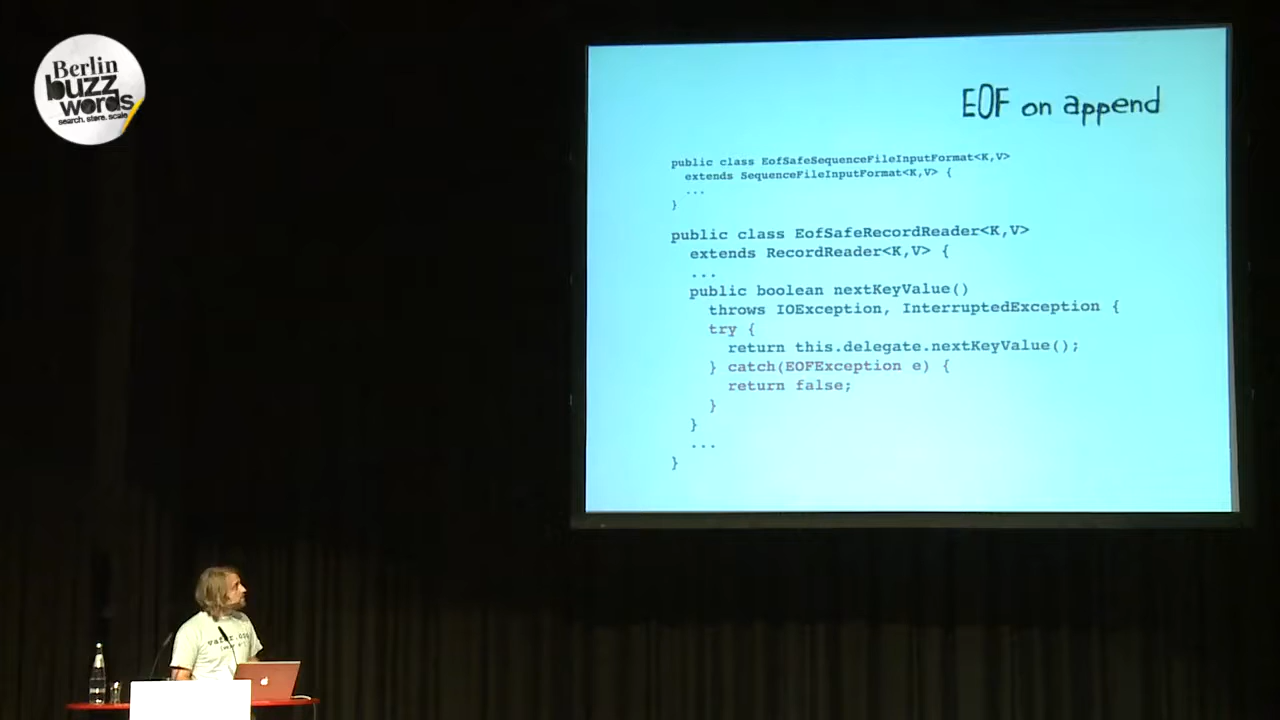 Berlin
buzz
words
search. store. scale
EOF on append
public class EofSafeSequenceFileInputFormat<K,V>
extends SequenceFileInputFormat<K,V> {
...
}
public class EofSafeRecordReader<K,V>
extends RecordReader<K,V> {
...
public boolean nextKeyValue()
throws IOException, InterruptedException {
try {
return this.delegate.nextKeyValue();
} catch(EOFException e) {
return false;
}
}
...
}